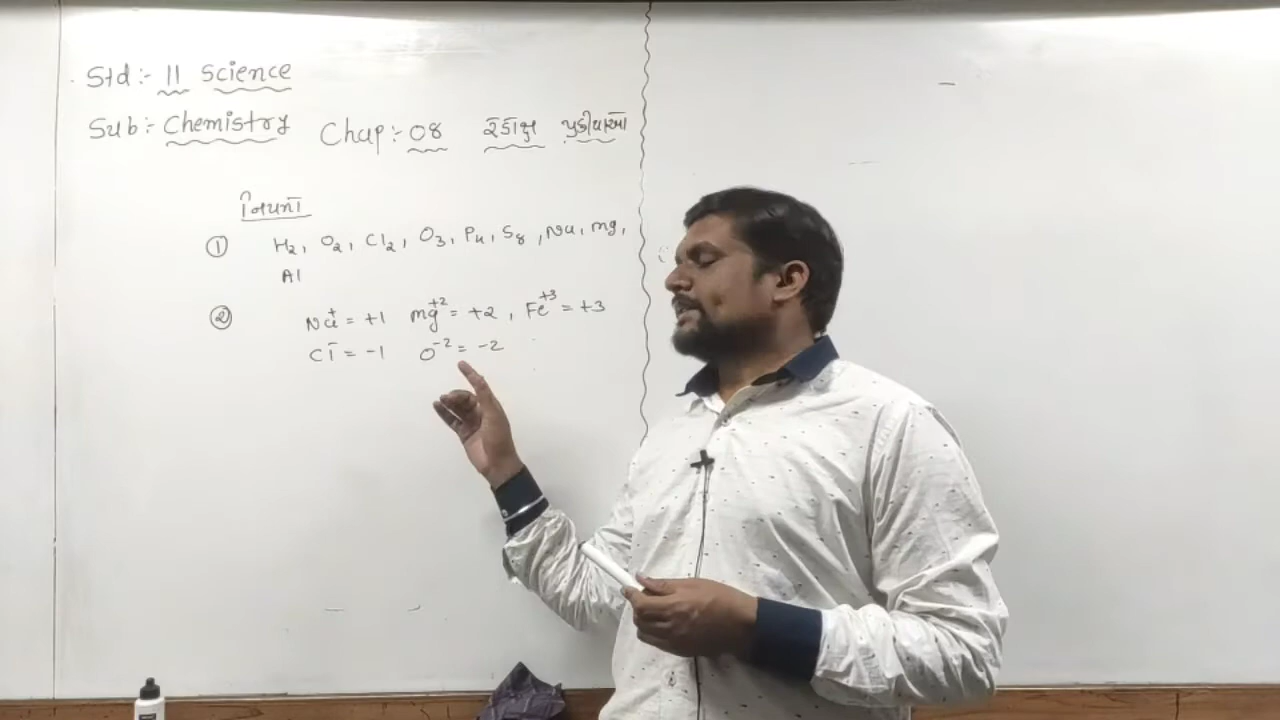 Std:- 11 Science
Sub:- Chemistry Chap:- 08 રેડોક્ષ પ્રક્રિયાઓ
નિયમો
① H₂, O₂, Cl₂, O₃, P₄, S₈, Na, mg,
Al
② Na⁺ = +1 mg⁺² = +2, Fe⁺³ = +3
Cl⁻ = -1 O⁻² = -2